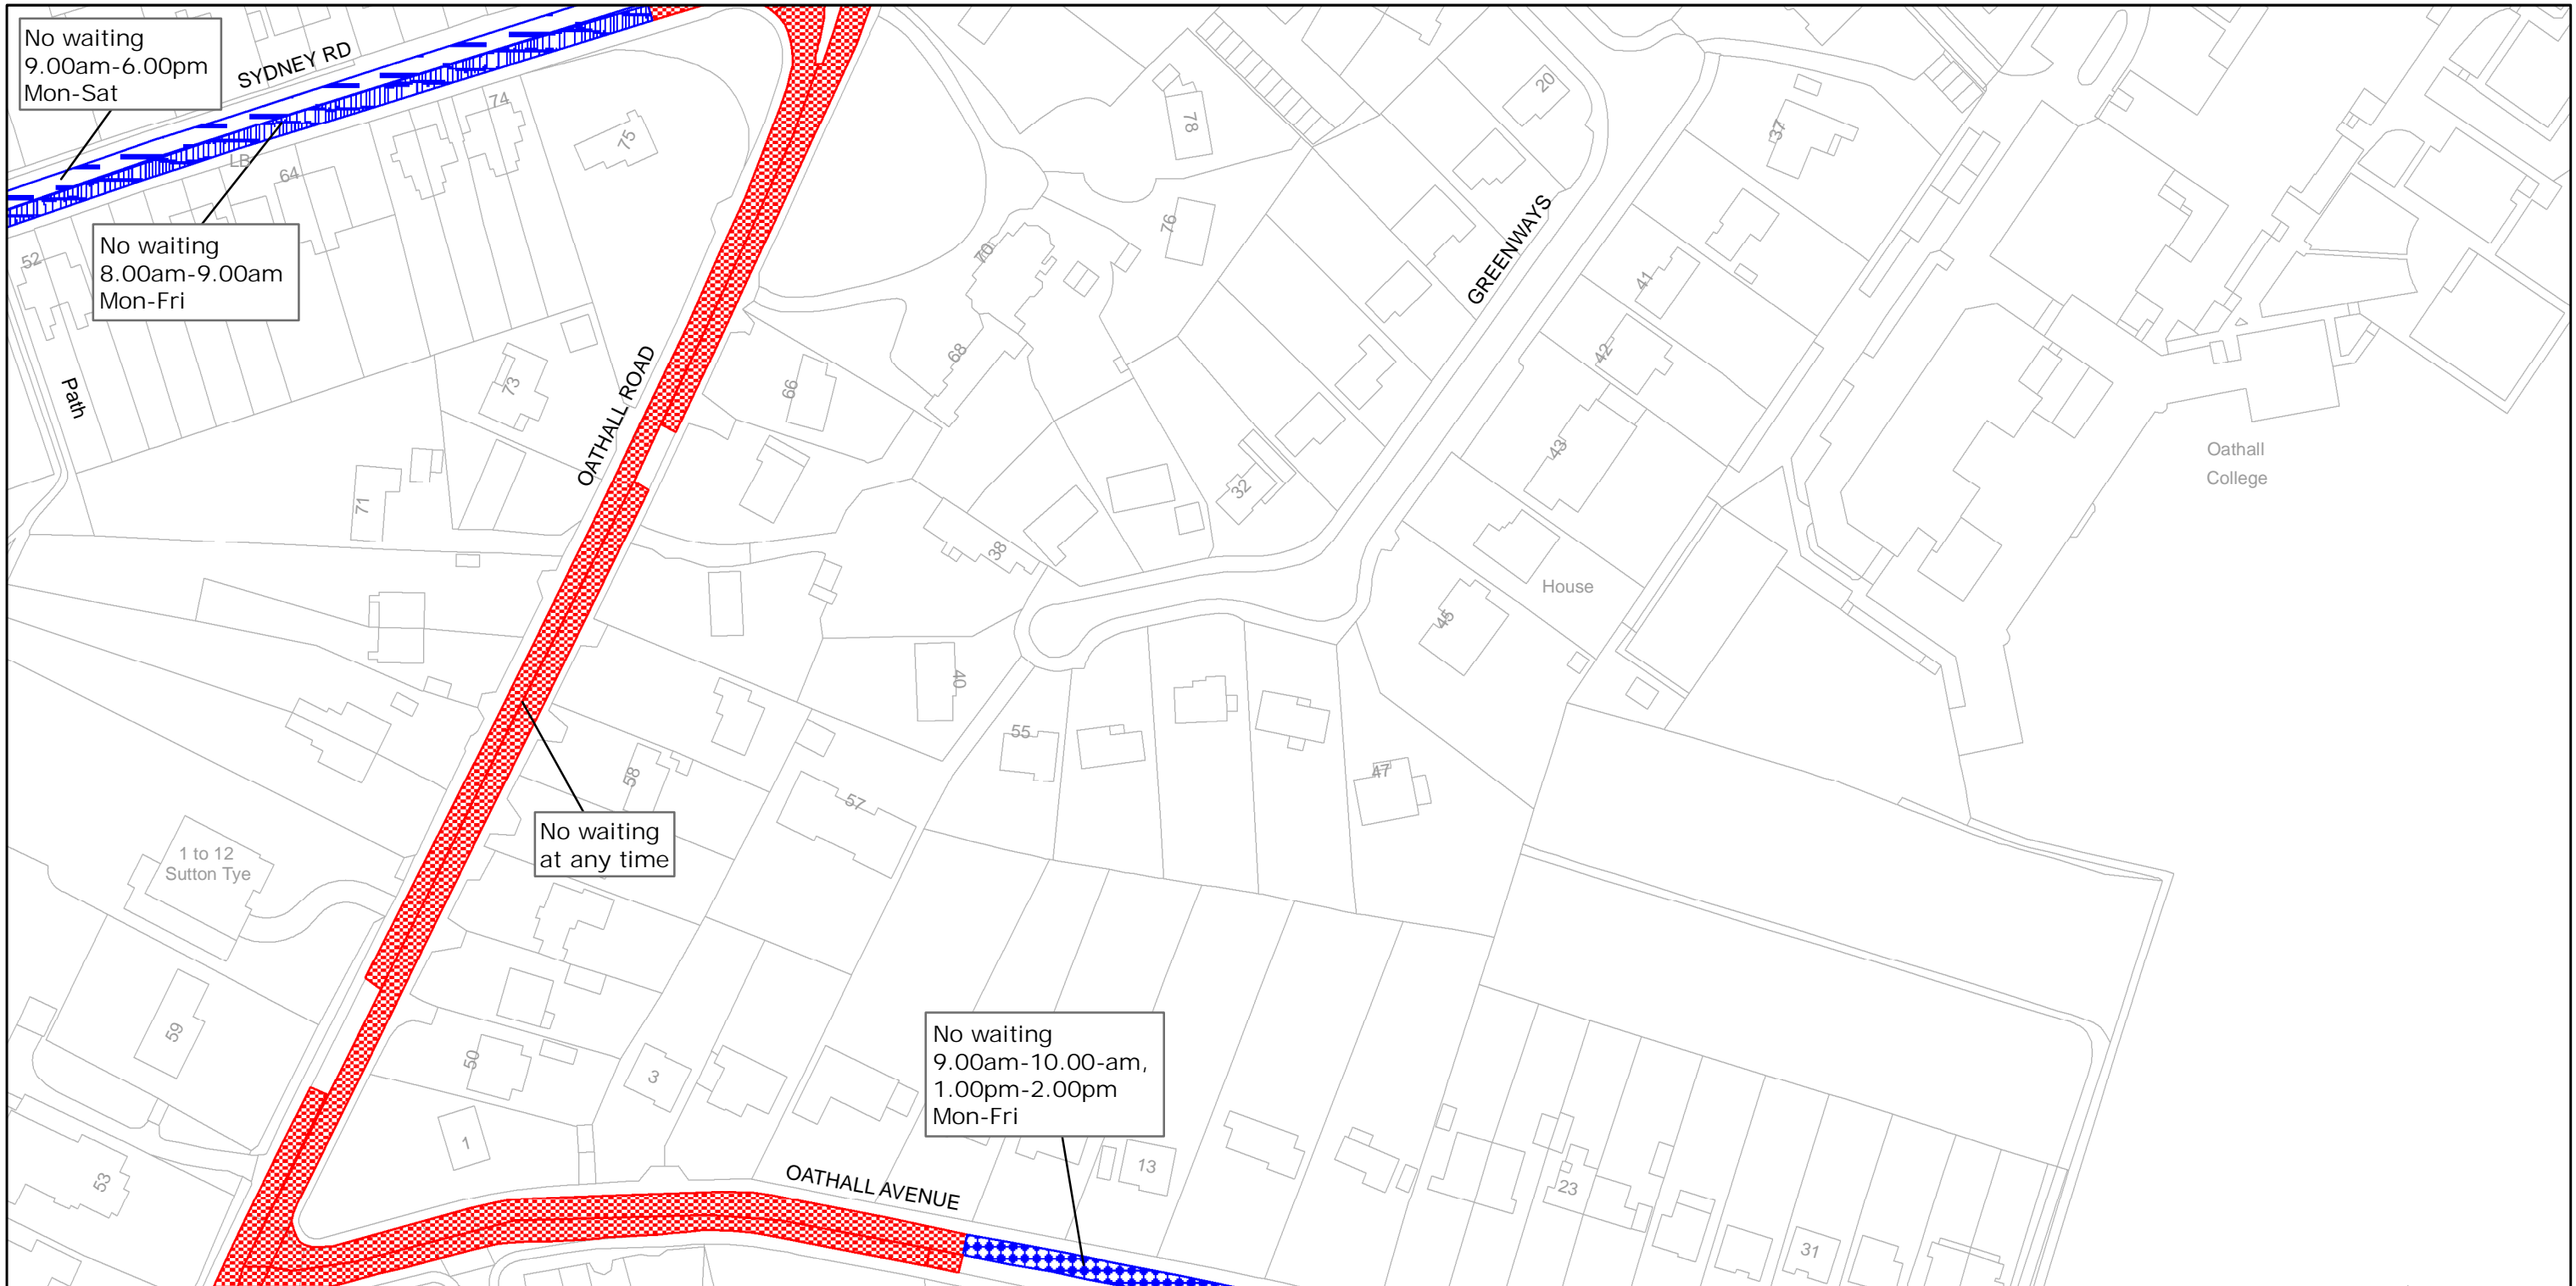 No waiting
9.00am-6.00pm
Mon-Sat
SYDNEY RD
74
75
LB
64
52
No waiting
8.00am-9.00am
Mon-Fri
Path
73
71
OATHALL ROAD
78
76
70
68
66
20
GREENWAYS
37
41
42
43
32
38
Oathall
College
House
45
40
55
47
58
57
No waiting
at any time
1 to 12
Sutton Tye
59
50
3
1
53
No waiting
9.00am-10.00-am,
1.00pm-2.00pm
Mon-Fri
OATHALL AVENUE
13
23
31